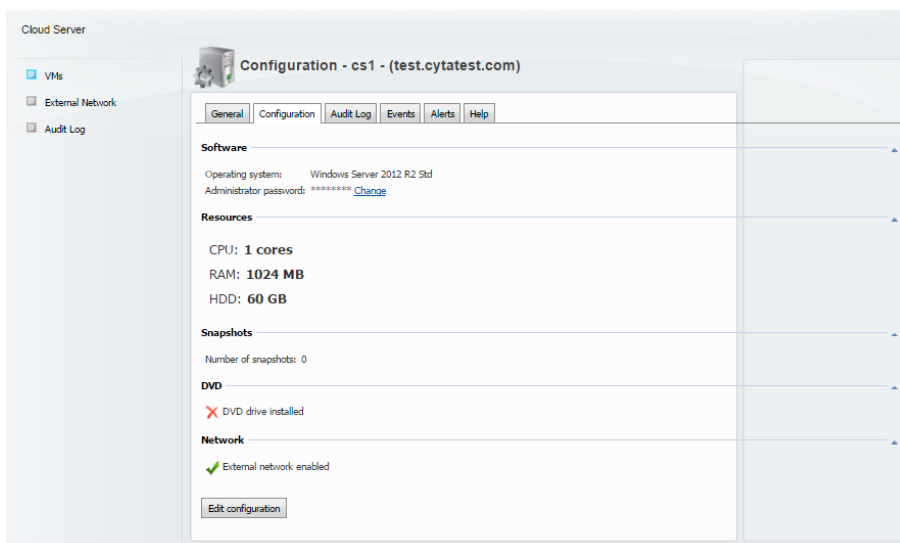 Cloud Server
VMs
External Network
Audit Log
Configuration - cs1 - (test.cytatest.com)
General Configuration Audit Log Events Alerts Help
Software
Operating system: Windows Server 2012 R2 Std
Administrator password: ******** Change
Resources
CPU: 1 cores
RAM: 1024 MB
HDD: 60 GB
Snapshots
Number of snapshots: 0
DVD
DVD drive installed
Network
External network enabled
Edit configuration